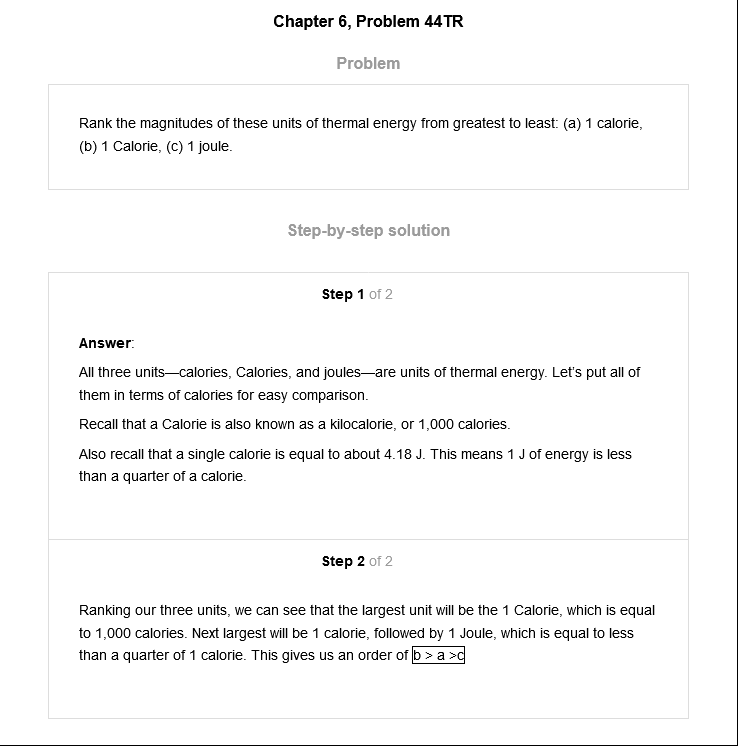 Chapter 6, Problem 44TR
Problem
Rank the magnitudes of these units of thermal energy from greatest to least: (a) 1 calorie,
(b) 1 Calorie, (c) 1 joule.
Step-by-step solution
Step 1 of 2
Answer:
All three units—calories, Calories, and joules—are units of thermal energy. Let’s put all of
them in terms of calories for easy comparison.
Recall that a Calorie is also known as a kilocalorie, or 1,000 calories.
Also recall that a single calorie is equal to about 4.18 J. This means 1 J of energy is less
than a quarter of a calorie.
Step 2 of 2
Ranking our three units, we can see that the largest unit will be the 1 Calorie, which is equal
to 1,000 calories. Next largest will be 1 calorie, followed by 1 Joule, which is equal to less
than a quarter of 1 calorie. This gives us an order of b > a >c